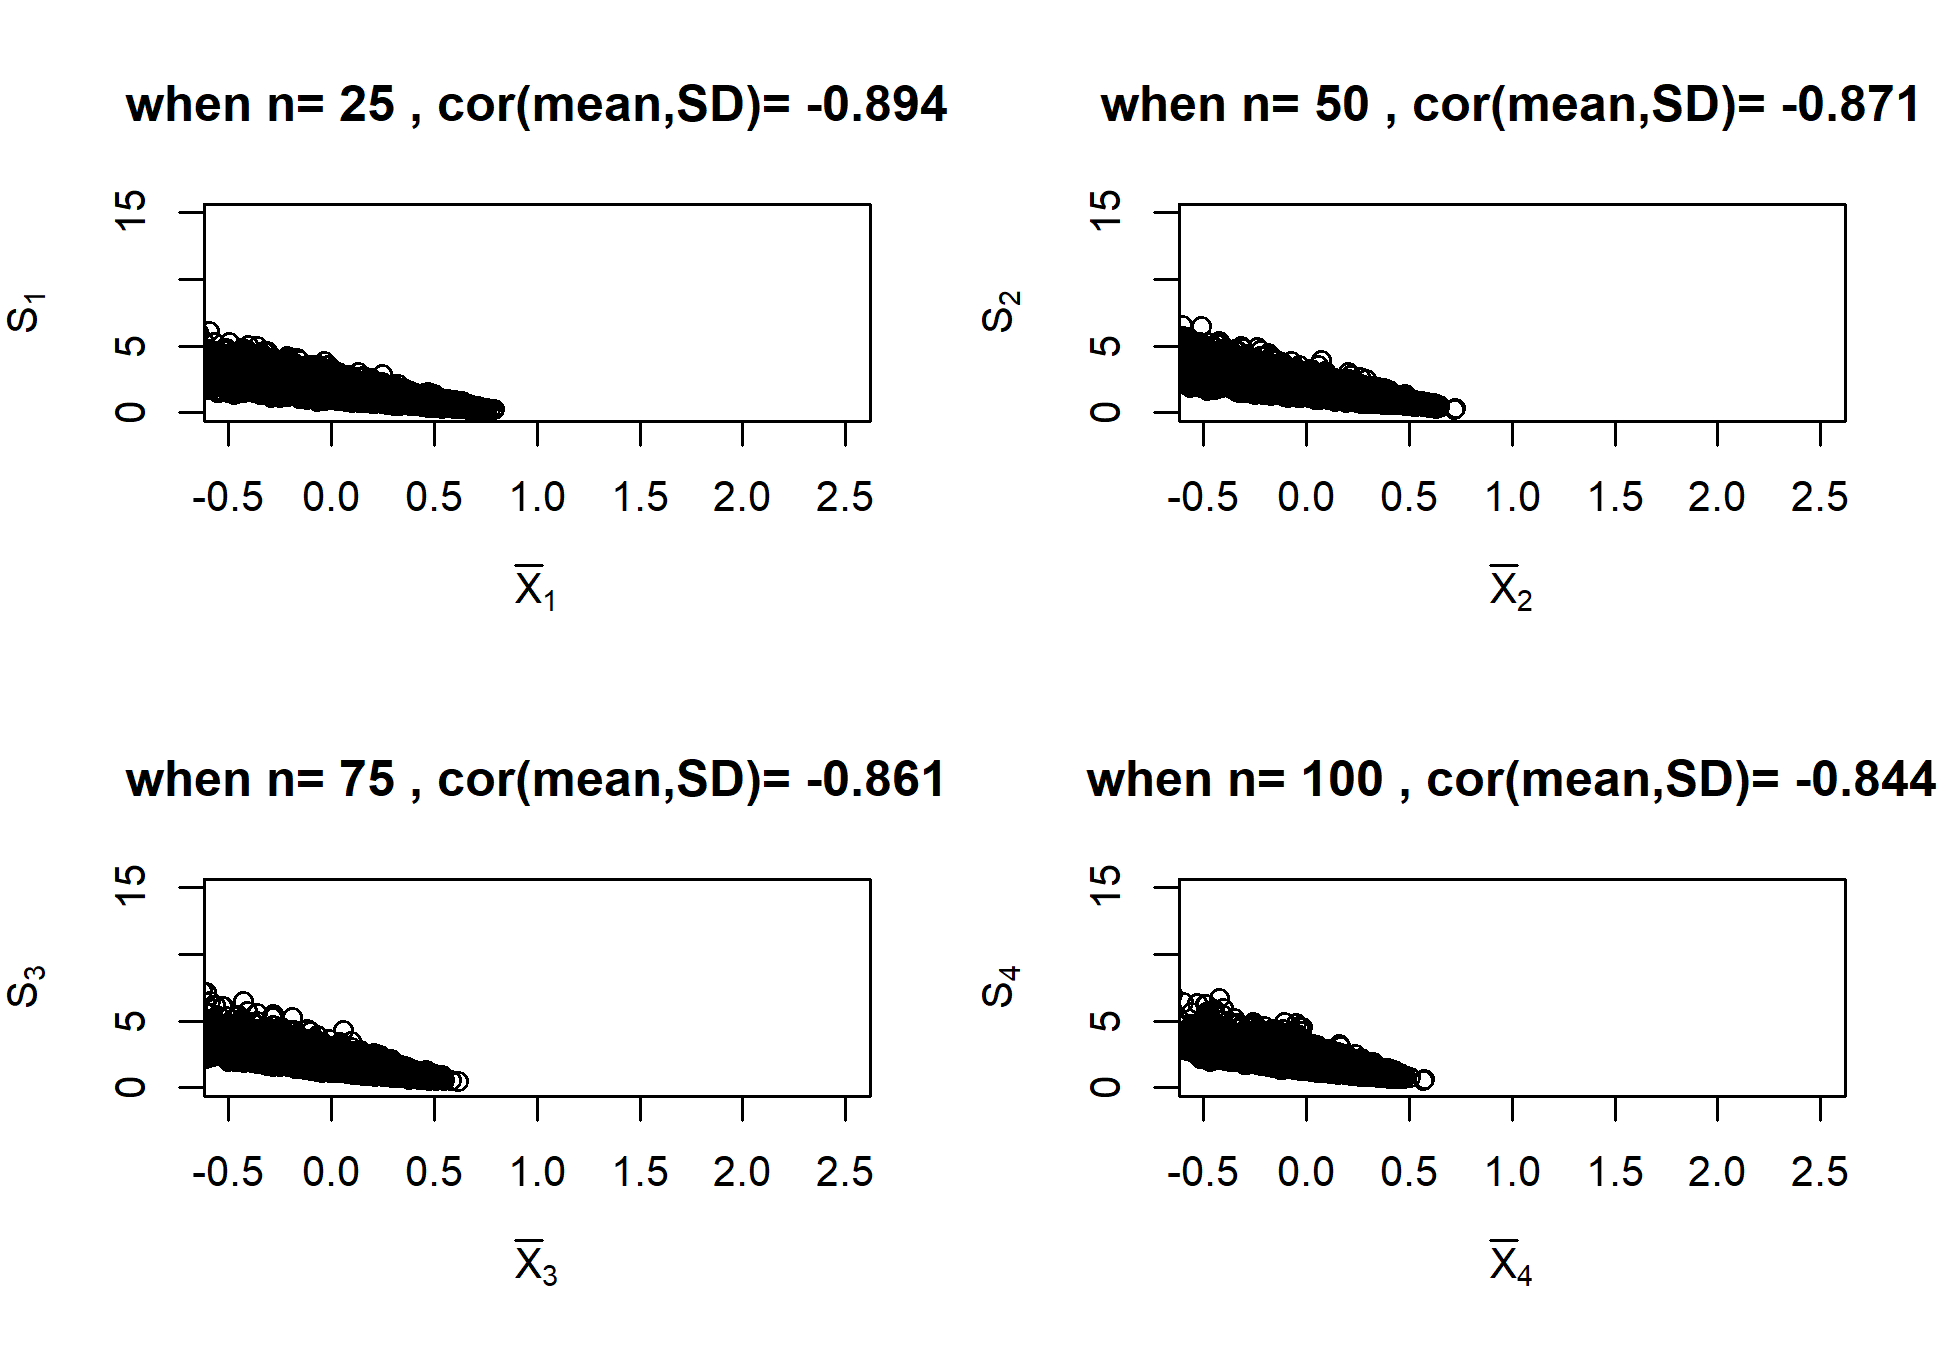 when n= 25 , cor(mean,SD)= -0.894
15
5
0
S1
-0.5 0.0 0.5 1.0 1.5 2.0 2.5
X1
when n= 50 , cor(mean,SD)= -0.871
15
5
0
S2
-0.5 0.0 0.5 1.0 1.5 2.0 2.5
X2
when n= 75 , cor(mean,SD)= -0.861
15
5
0
S3
-0.5 0.0 0.5 1.0 1.5 2.0 2.5
X3
when n= 100 , cor(mean,SD)= -0.844
15
5
0
S4
-0.5 0.0 0.5 1.0 1.5 2.0 2.5
X4